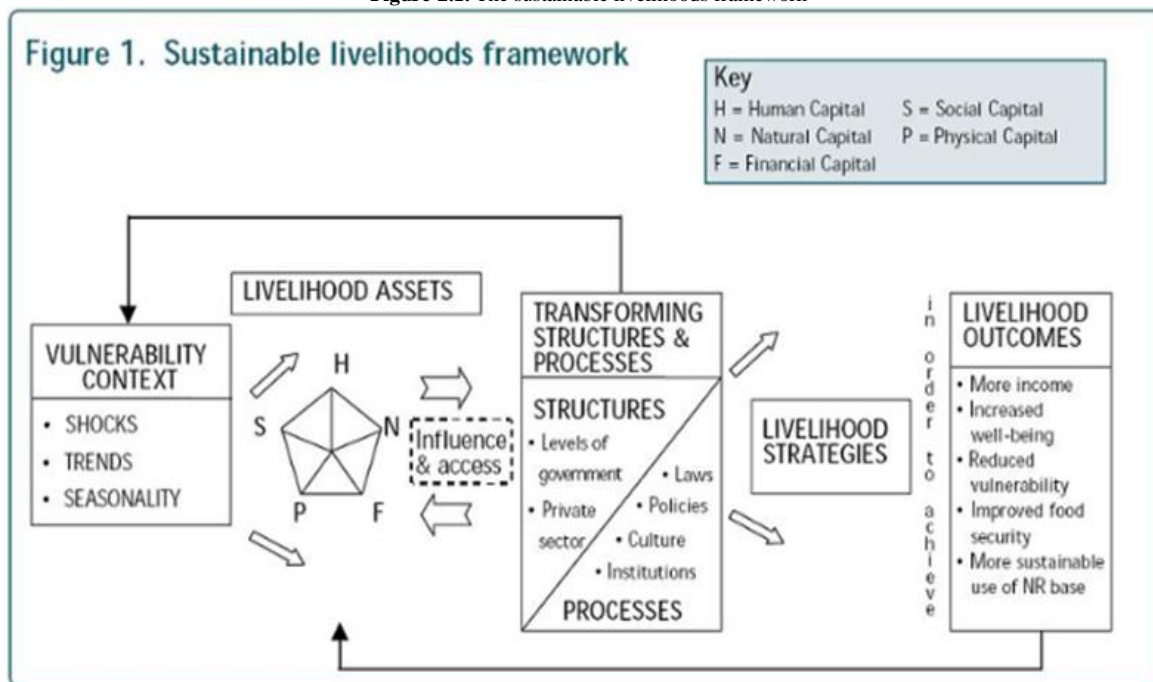 Figure 1. Sustainable livelihoods framework
Key
H = Human Capital S = Social Capital
N = Natural Capital P = Physical Capital
F = Financial Capital
LIVELIHOOD ASSETS
VULNERABILITY
CONTEXT
• SHOCKS
• TRENDS
• SEASONALITY
H
S
N
P
F
Influence
& access
TRANSFORMING
STRUCTURES &
PROCESSES
STRUCTURES
• Levels of
government
• Private
sector
• Laws
• Policies
• Culture
• Institutions
PROCESSES
LIVELIHOOD
STRATEGIES
in order to achieve
LIVELIHOOD
OUTCOMES
• More income
• Increased
well-being
• Reduced
vulnerability
• Improved food
security
• More sustainable
use of NR base